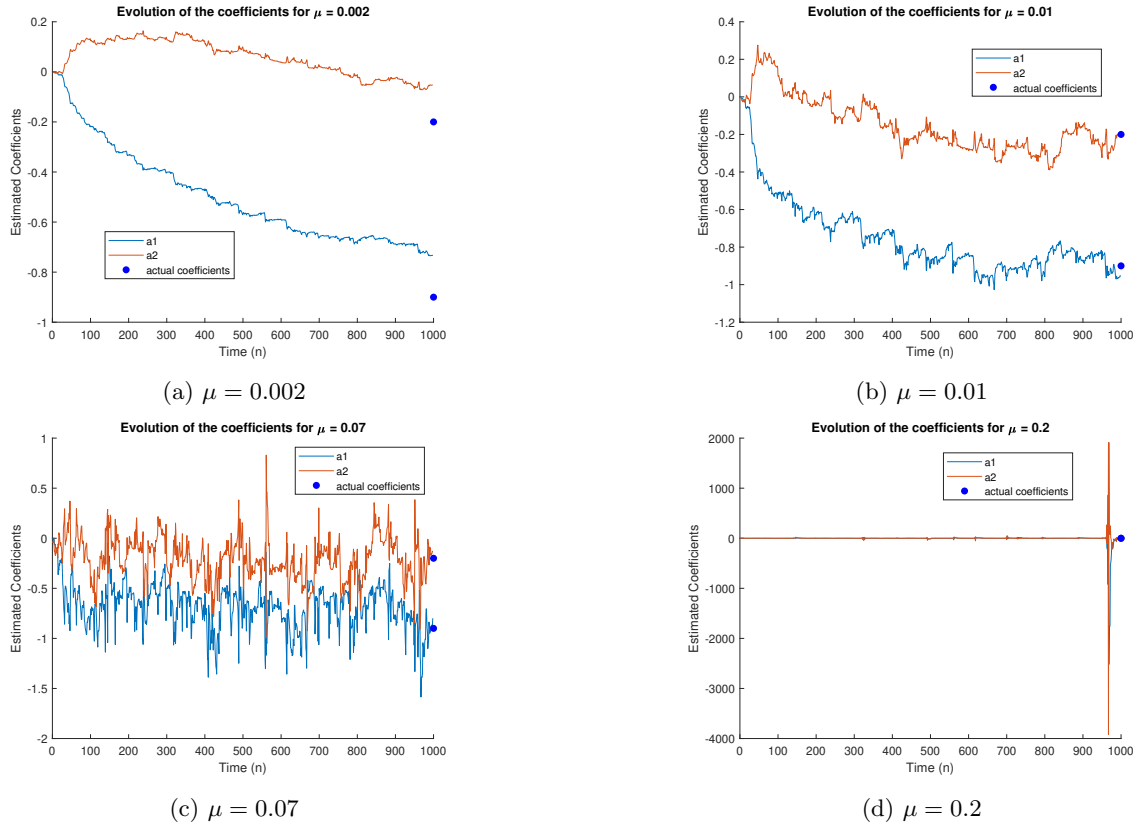 Evolution of the coefficients for μ = 0.002
0.2
0
-0.2
-0.4
-0.6
-0.8
-1
Estimated Coefficients
a1
a2
actual coefficients
0 100 200 300 400 500 600 700 800 900 1000
Time (n)
(a) μ = 0.002
Evolution of the coefficients for μ = 0.01
0.4
0.2
0
-0.2
-0.4
-0.6
-0.8
-1
-1.2
Estimated Coefficients
a1
a2
actual coefficients
0 100 200 300 400 500 600 700 800 900 1000
Time (n)
(b) μ = 0.01
Evolution of the coefficients for μ = 0.07
1
0.5
0
-0.5
-1
-1.5
-2
Estimated Coefficients
a1
a2
actual coefficients
0 100 200 300 400 500 600 700 800 900 1000
Time (n)
(c) μ = 0.07
Evolution of the coefficients for μ = 0.2
2000
1000
0
-1000
-2000
-3000
-4000
Estimated Coefficients
a1
a2
actual coefficients
0 100 200 300 400 500 600 700 800 900 1000
Time (n)
(d) μ = 0.2